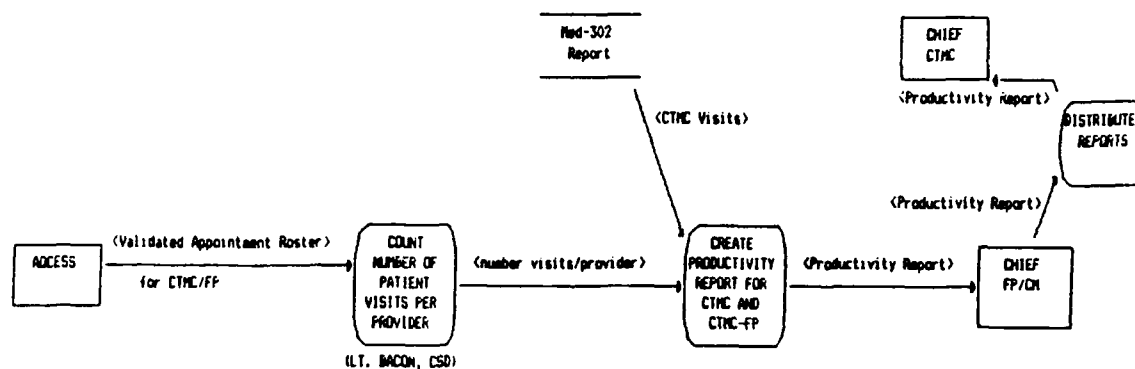 Med-302
Report
CHIEF
CTMC
<Productivity Report>
DISTRIBUTE
REPORTS
<CTMC Visits>
<Productivity Report>
ACCESS
<Validated Appointment Roster>
for CTMC/FP
COUNT
NUMBER OF
PATIENT
VISITS PER
PROVIDER
(LT. BACON, CSD)
<number visits/provider>
CREATE
PRODUCTIVITY
REPORT FOR
CTMC AND
CTMC-FP
<Productivity Report>
CHIEF
FP/CM